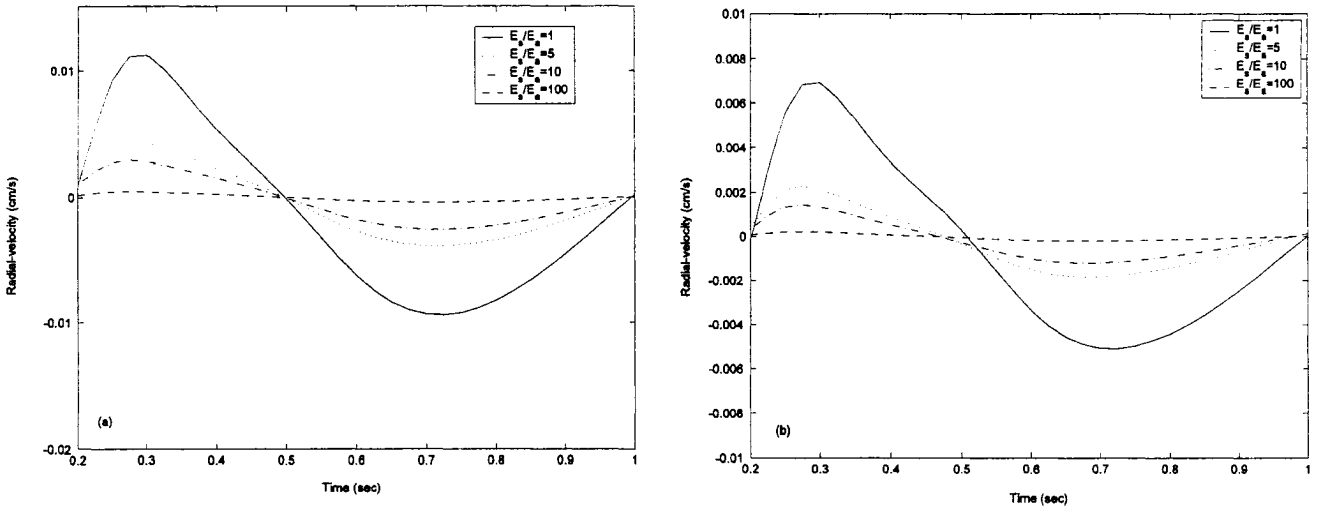 0.01
0
-0.01
-0.02
0.2
0.3
0.4
0.5
0.6
0.7
0.8
0.9
1
Time (sec)
Radial-velocity (cm/s)
(a)
E_s/E_a=1
E_s/E_a=5
E_s/E_a=10
E_s/E_a=100
0.01
0.008
0.006
0.004
0.002
0
-0.002
-0.004
-0.006
-0.008
-0.01
0.2
0.3
0.4
0.5
0.6
0.7
0.8
0.9
1
Time (sec)
Radial-velocity (cm/s)
(b)
E_s/E_a=1
E_s/E_a=5
E_s/E_a=10
E_s/E_a=100